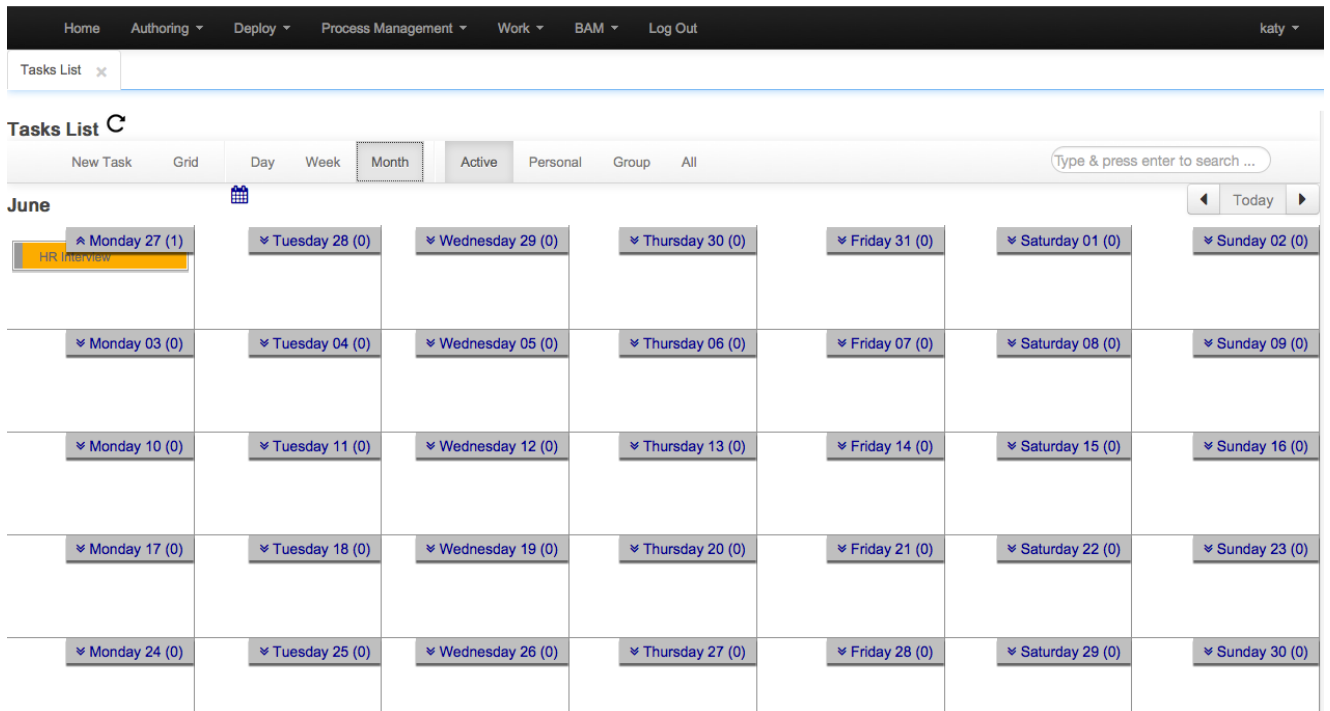 Home Authoring Deploy Process Management Work BAM Log Out katy
Tasks List
Tasks List
New Task Grid Day Week Month Active Personal Group All Type & press enter to search ...
June Today
Monday 27 (1) Tuesday 28 (0) Wednesday 29 (0) Thursday 30 (0) Friday 31 (0) Saturday 01 (0) Sunday 02 (0)
HR Interview
Monday 03 (0) Tuesday 04 (0) Wednesday 05 (0) Thursday 06 (0) Friday 07 (0) Saturday 08 (0) Sunday 09 (0)
Monday 10 (0) Tuesday 11 (0) Wednesday 12 (0) Thursday 13 (0) Friday 14 (0) Saturday 15 (0) Sunday 16 (0)
Monday 17 (0) Tuesday 18 (0) Wednesday 19 (0) Thursday 20 (0) Friday 21 (0) Saturday 22 (0) Sunday 23 (0)
Monday 24 (0) Tuesday 25 (0) Wednesday 26 (0) Thursday 27 (0) Friday 28 (0) Saturday 29 (0) Sunday 30 (0)